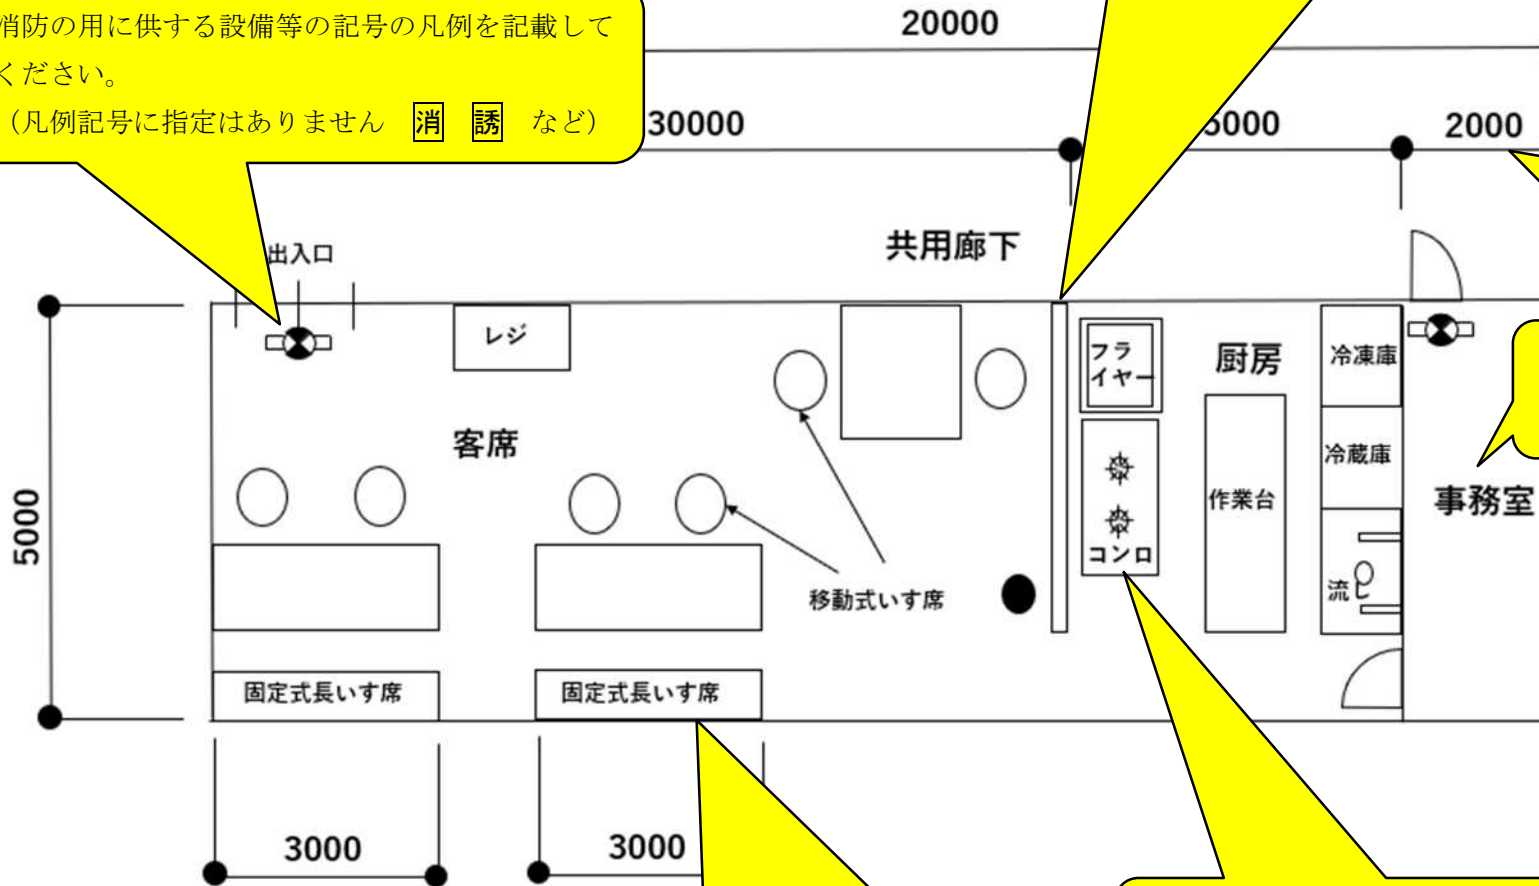 消防の用に供する設備等の記号の凡例を記載して
ください。
（凡例記号に指定はありません 消 誘 など）
20000
30000
5000
2000
共用廊下
出入口
レジ
フラ
イヤー
厨房
冷凍庫
客席
冷蔵庫
作業台
事務室
5000
コンロ
移動式いす席
流し
固定式長いす席
固定式長いす席
3000
3000